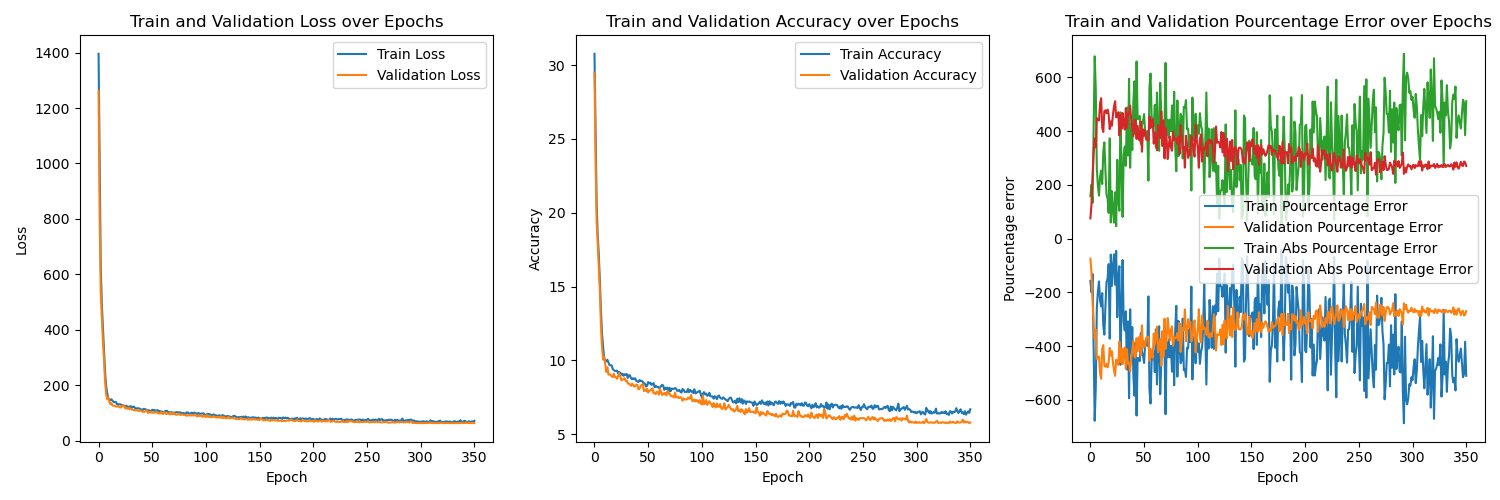 Train and Validation Loss over Epochs
1400
1200
1000
800
600
400
200
0
Loss
0 50 100 150 200 250 300 350
Epoch
Train Loss
Validation Loss
Train and Validation Accuracy over Epochs
30
25
20
15
10
5
Accuracy
0 50 100 150 200 250 300 350
Epoch
Train Accuracy
Validation Accuracy
Train and Validation Pourcentage Error over Epochs
600
400
200
0
−200
−400
−600
Pourcentage error
0 50 100 150 200 250 300 350
Epoch
Train Pourcentage Error
Validation Pourcentage Error
Train Abs Pourcentage Error
Validation Abs Pourcentage Error